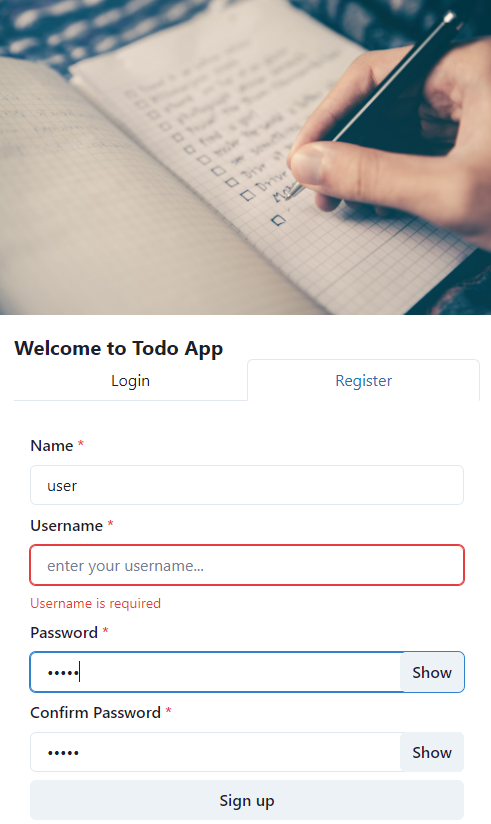 Welcome to Todo App
Login
Register
Name *
user
Username *
enter your username...
Username is required
Password *
•••••
Show
Confirm Password *
•••••
Show
Sign up